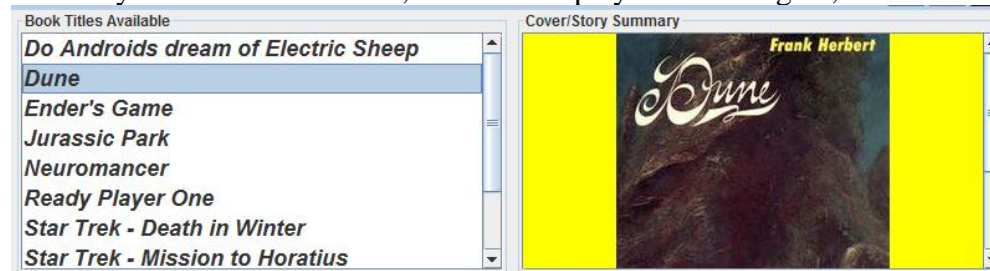 Book Titles Available
Cover/Story Summary
Do Androids dream of Electric Sheep
Dune
Ender's Game
Jurassic Park
Neuromancer
Ready Player One
Star Trek - Death in Winter
Star Trek - Mission to Horatius
Frank Herbert
Dune